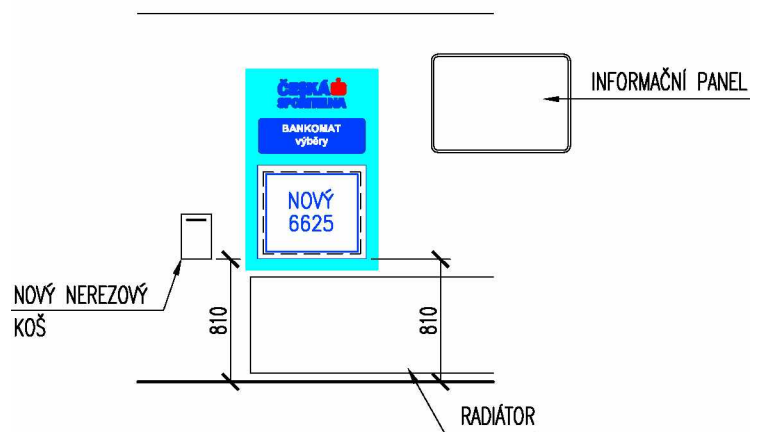 ČESKÁ
SPOŘITELNA
BANKOMAT
výběry
NOVÝ
6625
INFORMAČNÍ PANEL
NOVÝ NEREZOVÝ
KOŠ
810
810
RADIÁTOR